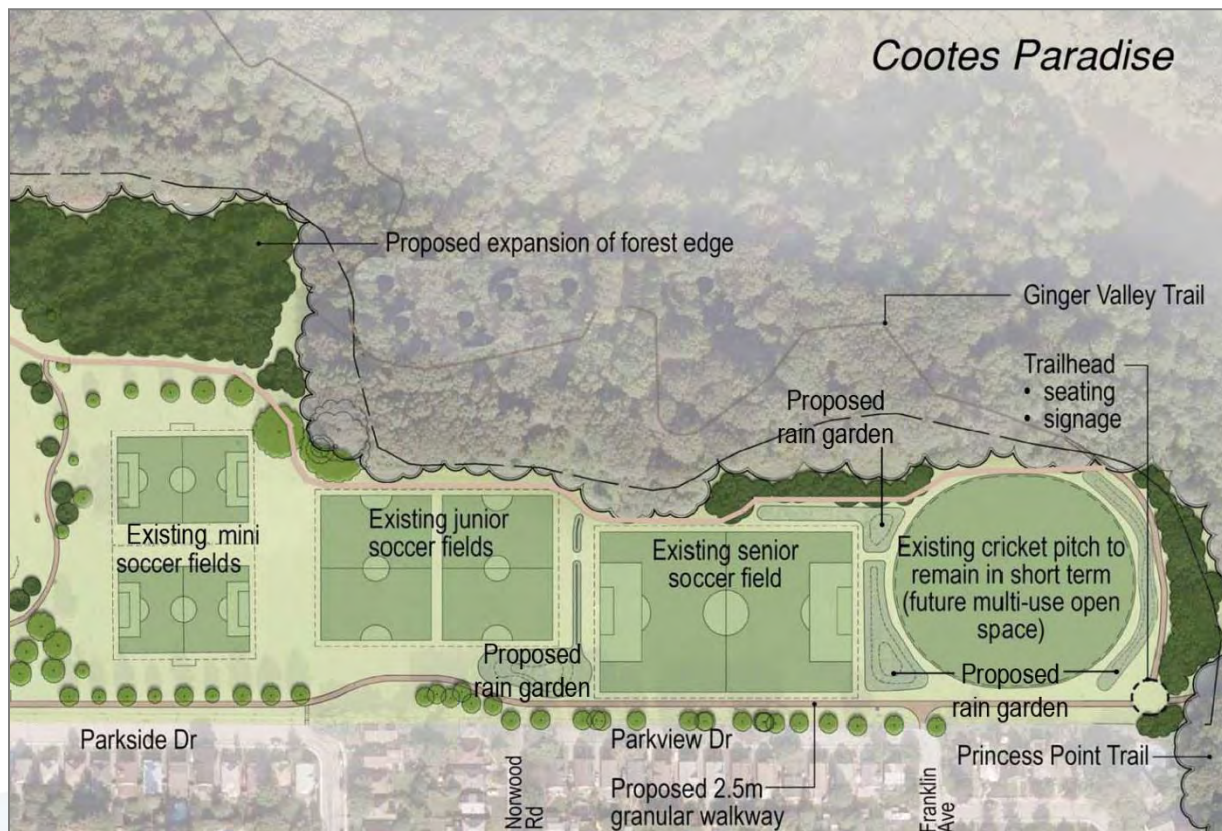 Cootes Paradise
Proposed expansion of forest edge
Ginger Valley Trail
Trailhead
• seating
• signage
Proposed
rain garden
Existing mini
soccer fields
Existing junior
soccer fields
Existing senior
soccer field
Existing cricket pitch to
remain in short term
(future multi-use open
space)
Proposed
rain garden
Proposed
rain garden
Parkside Dr
Parkview Dr
Princess Point Trail
Norwood
Rd
Proposed 2.5m
granular walkway
Franklin
Ave